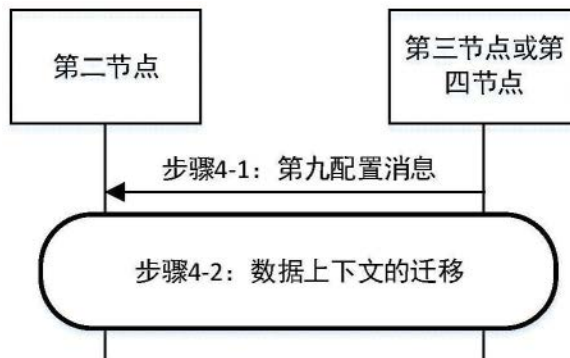 第二节点
第三节点或第
四节点
步骤4-1：第九配置消息
步骤4-2：数据上下文的迁移